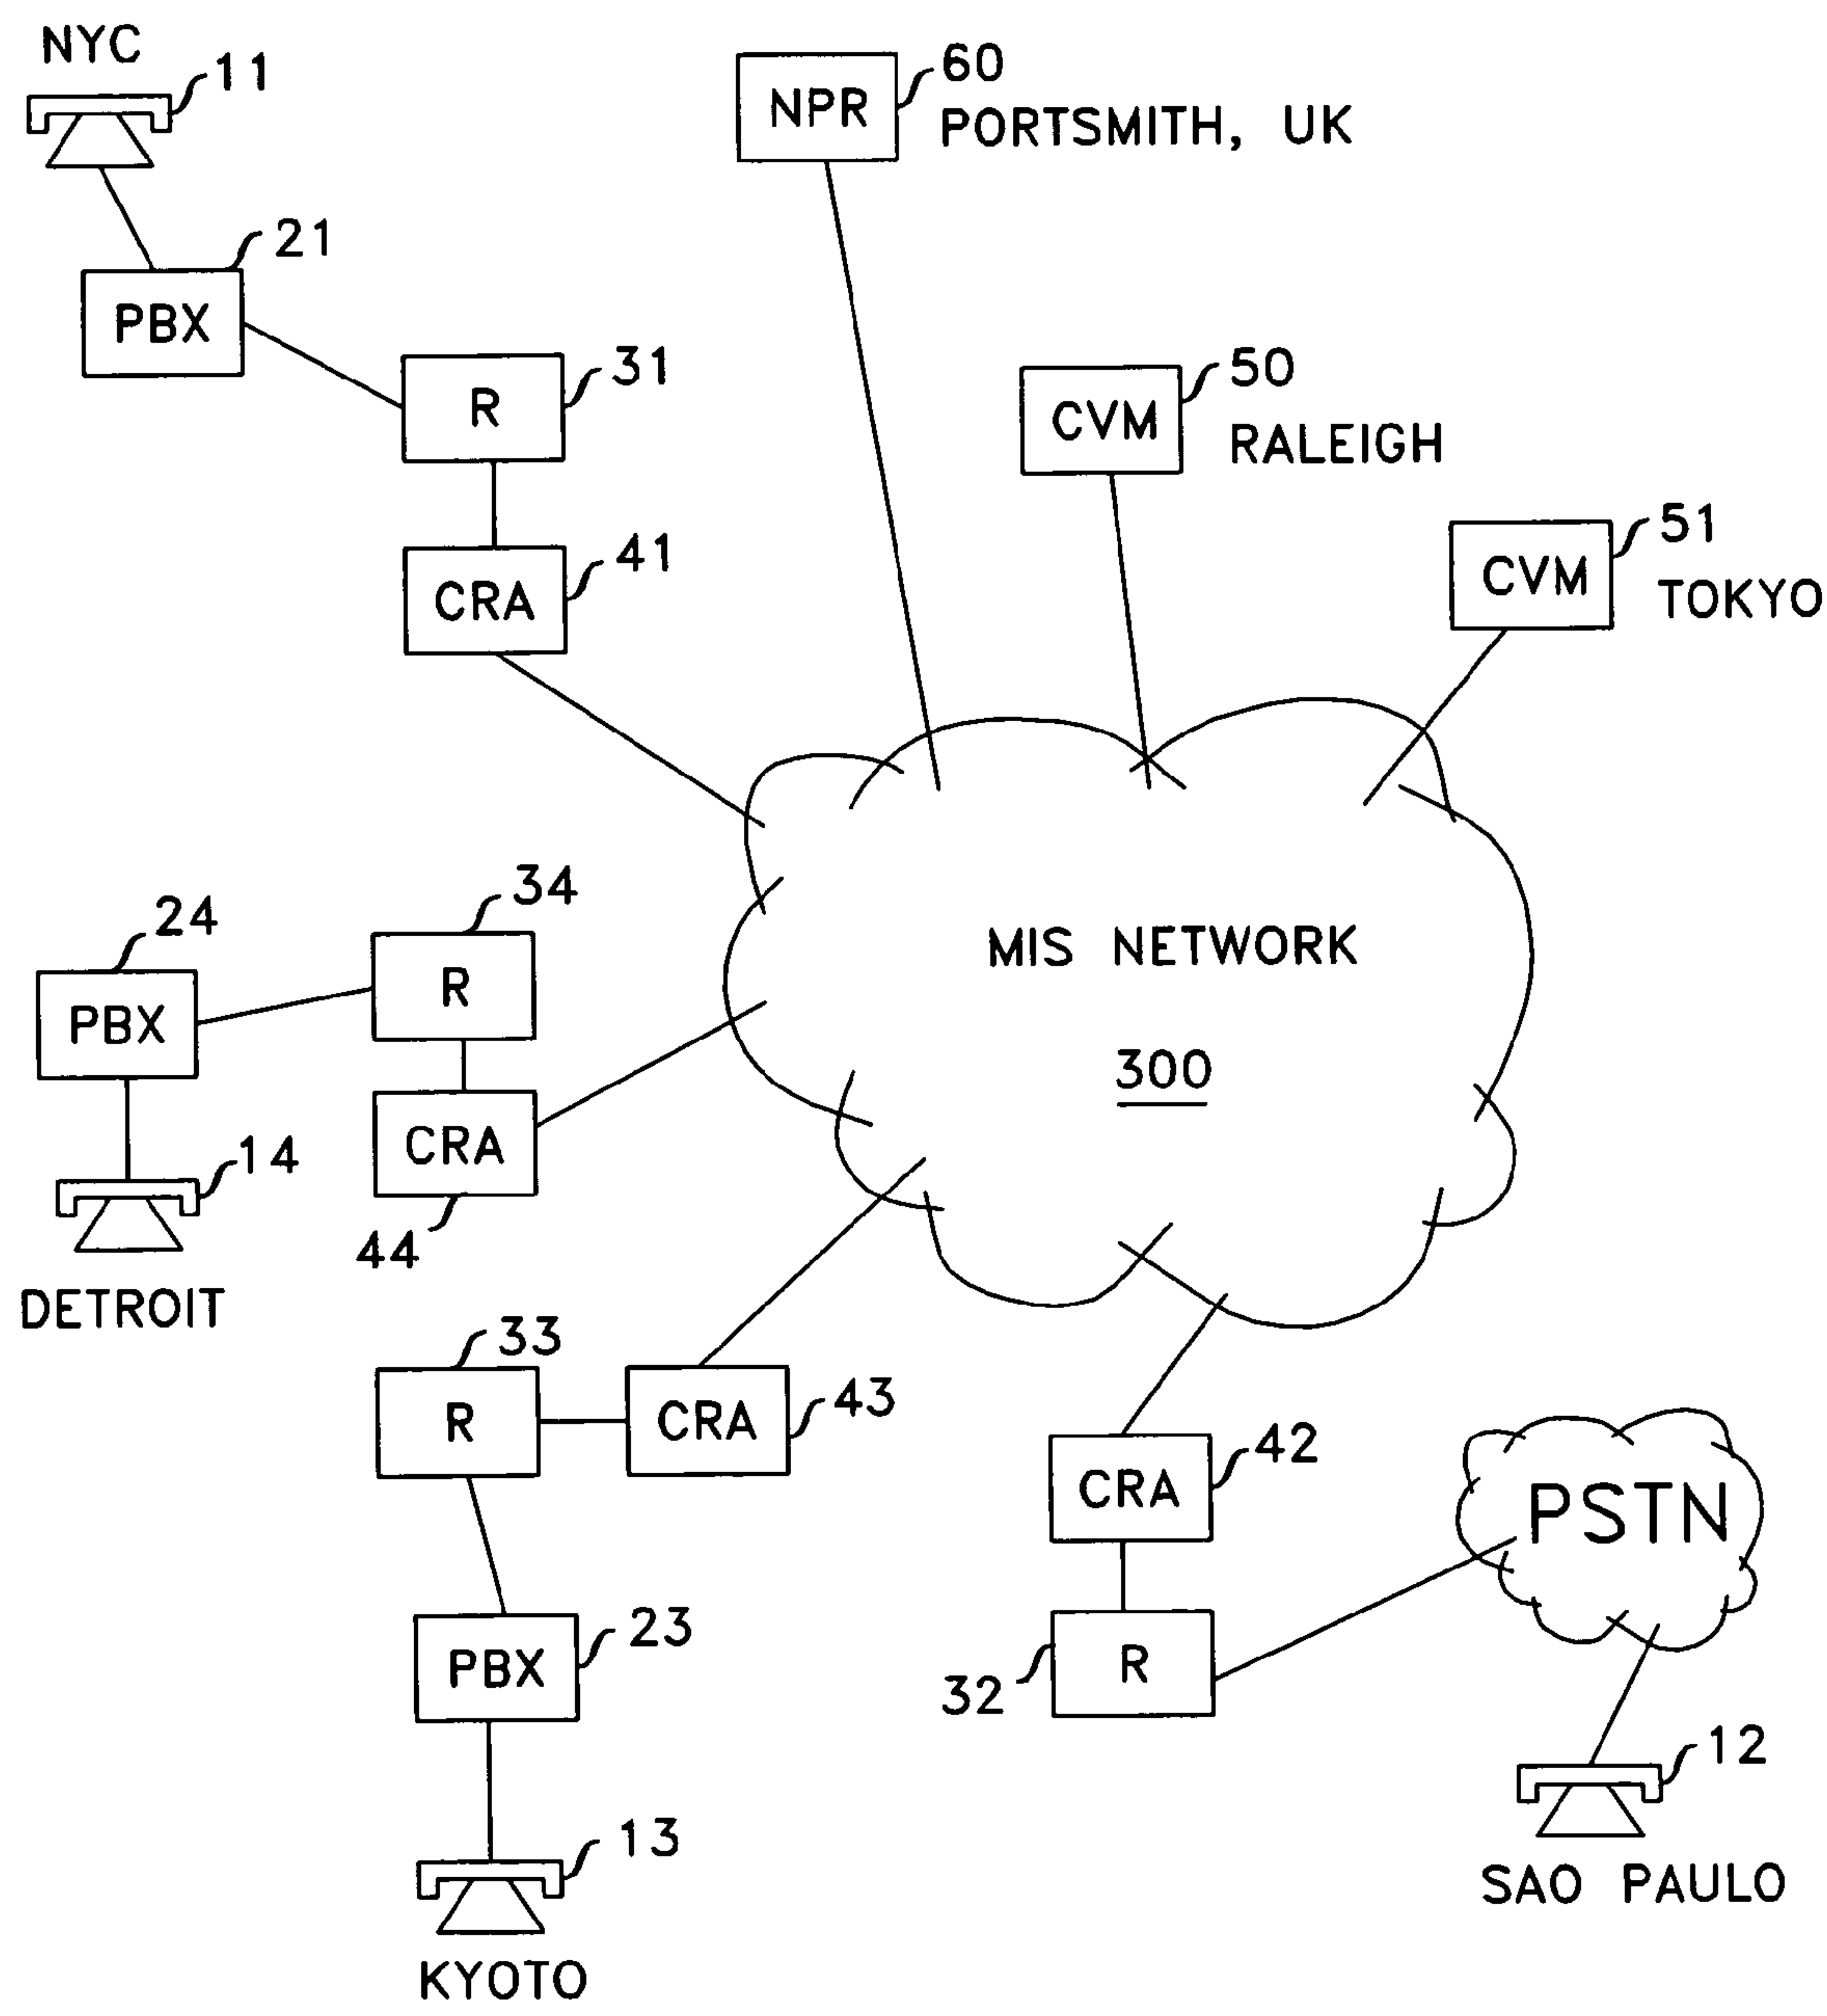 NYC
11
60
NPR
PORTSMITH, UK
21
PBX
31
R
50
CVM
RALEIGH
41
CRA
51
CVM
TOKYO
34
24
R
PBX
MIS NETWORK
300
CRA
14
44
DETROIT
33
R
CRA
43
42
CRA
PSTN
23
PBX
R
32
12
13
SAO PAULO
KYOTO